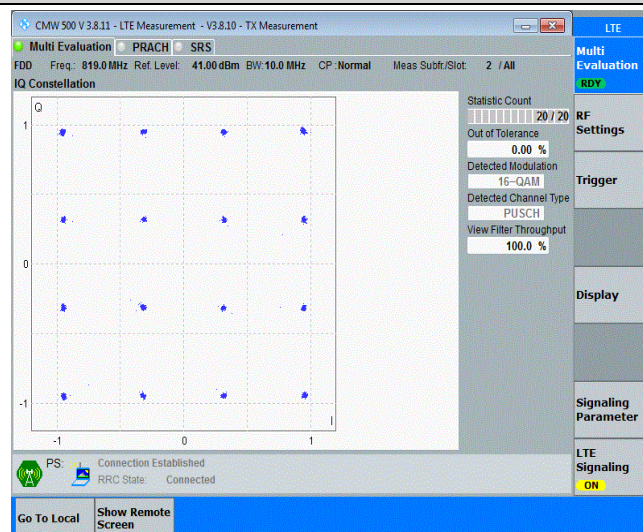 CMW 500 V 3.8.11 - LTE Measurement - V3.8.10 - TX Measurement
LTE
Multi Evaluation PRACH SRS
Multi
Evaluation
RDY
FDD Freq.: 819.0 MHz Ref. Level: 41.00 dBm BW: 10.0 MHz CP : Normal Meas Subfr./Slot: 2 / All
IQ Constellation
Q
1
0
-1
-1 0 1
I
Statistic Count
20 / 20
Out of Tolerance
0.00 %
Detected Modulation
16-QAM
Detected Channel Type
PUSCH
View Filter Throughput
100.0 %
RF
Settings
Trigger
Display
Signaling
Parameter
LTE
Signaling
ON
PS: Connection Established
RRC State: Connected
Go To Local
Show Remote
Screen